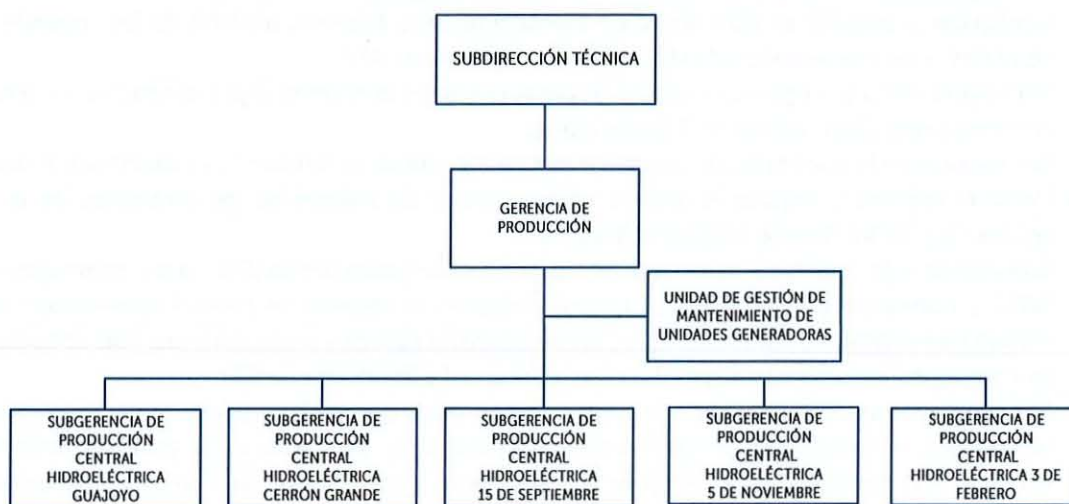 SUBDIRECCIÓN TÉCNICA
GERENCIA DE
PRODUCCIÓN
UNIDAD DE GESTIÓN DE
MANTENIMIENTO DE
UNIDADES GENERADORAS
SUBGERENCIA DE
PRODUCCIÓN
CENTRAL
HIDROELÉCTRICA
GUAJOYO
SUBGERENCIA DE
PRODUCCIÓN
CENTRAL
HIDROELÉCTRICA
CERRÓN GRANDE
SUBGERENCIA DE
PRODUCCIÓN
CENTRAL
HIDROELÉCTRICA
15 DE SEPTIEMBRE
SUBGERENCIA DE
PRODUCCIÓN
CENTRAL
HIDROELÉCTRICA
5 DE NOVIEMBRE
SUBGERENCIA DE
PRODUCCIÓN
CENTRAL
HIDROELÉCTRICA 3 DE
FEBRERO